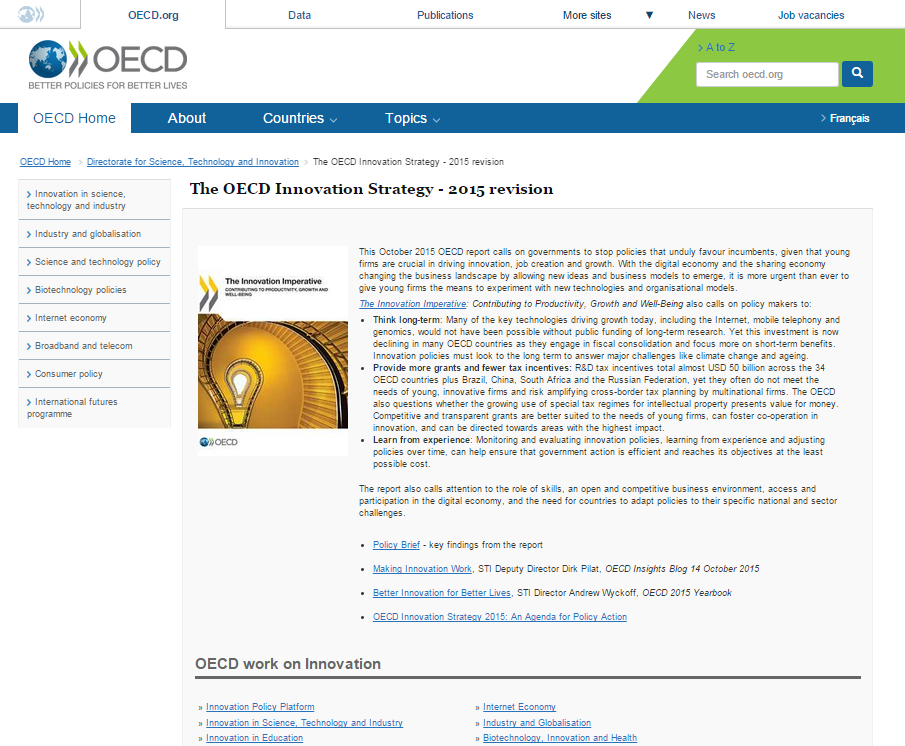 OECD.org Data Publications More sites ▼ News Job vacancies
OECD
BETTER POLICIES FOR BETTER LIVES
> A to Z
Search oecd.org
OECD Home About Countries Topics > Français
OECD Home > Directorate for Science, Technology and Innovation > The OECD Innovation Strategy - 2015 revision
> Innovation in science,
technology and industry
> Industry and globalisation
> Science and technology policy
> Biotechnology policies
> Internet economy
> Broadband and telecom
> Consumer policy
> International futures
programme
The OECD Innovation Strategy - 2015 revision
The Innovation Imperative
CONTRIBUTING TO PRODUCTIVITY, GROWTH AND
WELL-BEING
OECD
This October 2015 OECD report calls on governments to stop policies that unduly favour incumbents, given that young
firms are crucial in driving innovation, job creation and growth. With the digital economy and the sharing economy
changing the business landscape by allowing new ideas and business models to emerge, it is more urgent than ever to
give young firms the means to experiment with new technologies and organisational models.
The Innovation Imperative: Contributing to Productivity, Growth and Well-Being also calls on policy makers to:
• Think long-term: Many of the key technologies driving growth today, including the Internet, mobile telephony and
genomics, would not have been possible without public funding of long-term research. Yet this investment is now
declining in many OECD countries as they engage in fiscal consolidation and focus more on short-term benefits.
Innovation policies must look to the long term to answer major challenges like climate change and ageing.
• Provide more grants and fewer tax incentives: R&D tax incentives total almost USD 50 billion across the 34
OECD countries plus Brazil, China, South Africa and the Russian Federation, yet they often do not meet the
needs of young, innovative firms and risk amplifying cross-border tax planning by multinational firms. The OECD
also questions whether the growing use of special tax regimes for intellectual property presents value for money.
Competitive and transparent grants are better suited to the needs of young firms, can foster co-operation in
innovation, and can be directed towards areas with the highest impact.
• Learn from experience: Monitoring and evaluating innovation policies, learning from experience and adjusting
policies over time, can help ensure that government action is efficient and reaches its objectives at the least
possible cost.
The report also calls attention to the role of skills, an open and competitive business environment, access and
participation in the digital economy, and the need for countries to adapt policies to their specific national and sector
challenges.
• Policy Brief - key findings from the report
• Making Innovation Work, STI Deputy Director Dirk Pilat, OECD Insights Blog 14 October 2015
• Better Innovation for Better Lives, STI Director Andrew Wyckoff, OECD 2015 Yearbook
• OECD Innovation Strategy 2015: An Agenda for Policy Action
OECD work on Innovation
» Innovation Policy Platform
» Innovation in Science, Technology and Industry
» Innovation in Education
» Internet Economy
» Industry and Globalisation
» Biotechnology, Innovation and Health